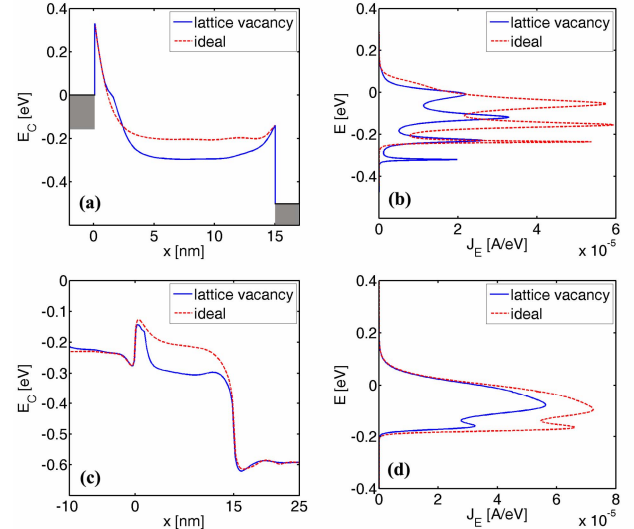 (a)
lattice vacancy
ideal
0.4
0.2
0
-0.2
-0.4
E_C [eV]
0
5
10
15
x [nm]
(b)
lattice vacancy
ideal
0.4
0.2
0
-0.2
-0.4
E [eV]
0
2
4
6
J_E [A/eV]
x 10^-5
(c)
lattice vacancy
ideal
0
-0.1
-0.2
-0.3
-0.4
-0.5
-0.6
E_C [eV]
-10
0
15
25
x [nm]
(d)
lattice vacancy
ideal
0.4
0.2
0
-0.2
-0.4
E [eV]
0
2
4
6
8
J_E [A/eV]
x 10^-5